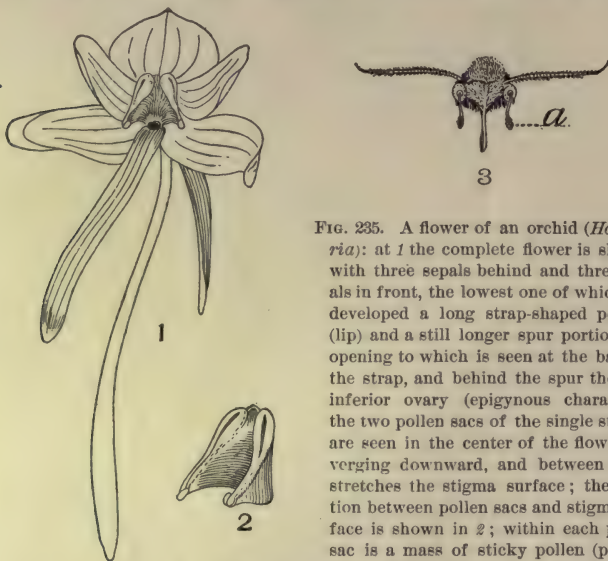 a
3
FIG. 235. A flower of an orchid (H
ria): at 1 the complete flower is s
with three sepals behind and thre
als in front, the lowest one of whic
developed a long strap-shaped p
(lip) and a still longer spur portio
opening to which is seen at the ba
the strap, and behind the spur the
inferior ovary (epigynous chara
the two pollen sacs of the single s
are seen in the center of the flow
verging downward, and between
stretches the stigma surface; the
tion between pollen sacs and stigm
face is shown in 2; within each p
sac is a mass of sticky pollen (p
1
2